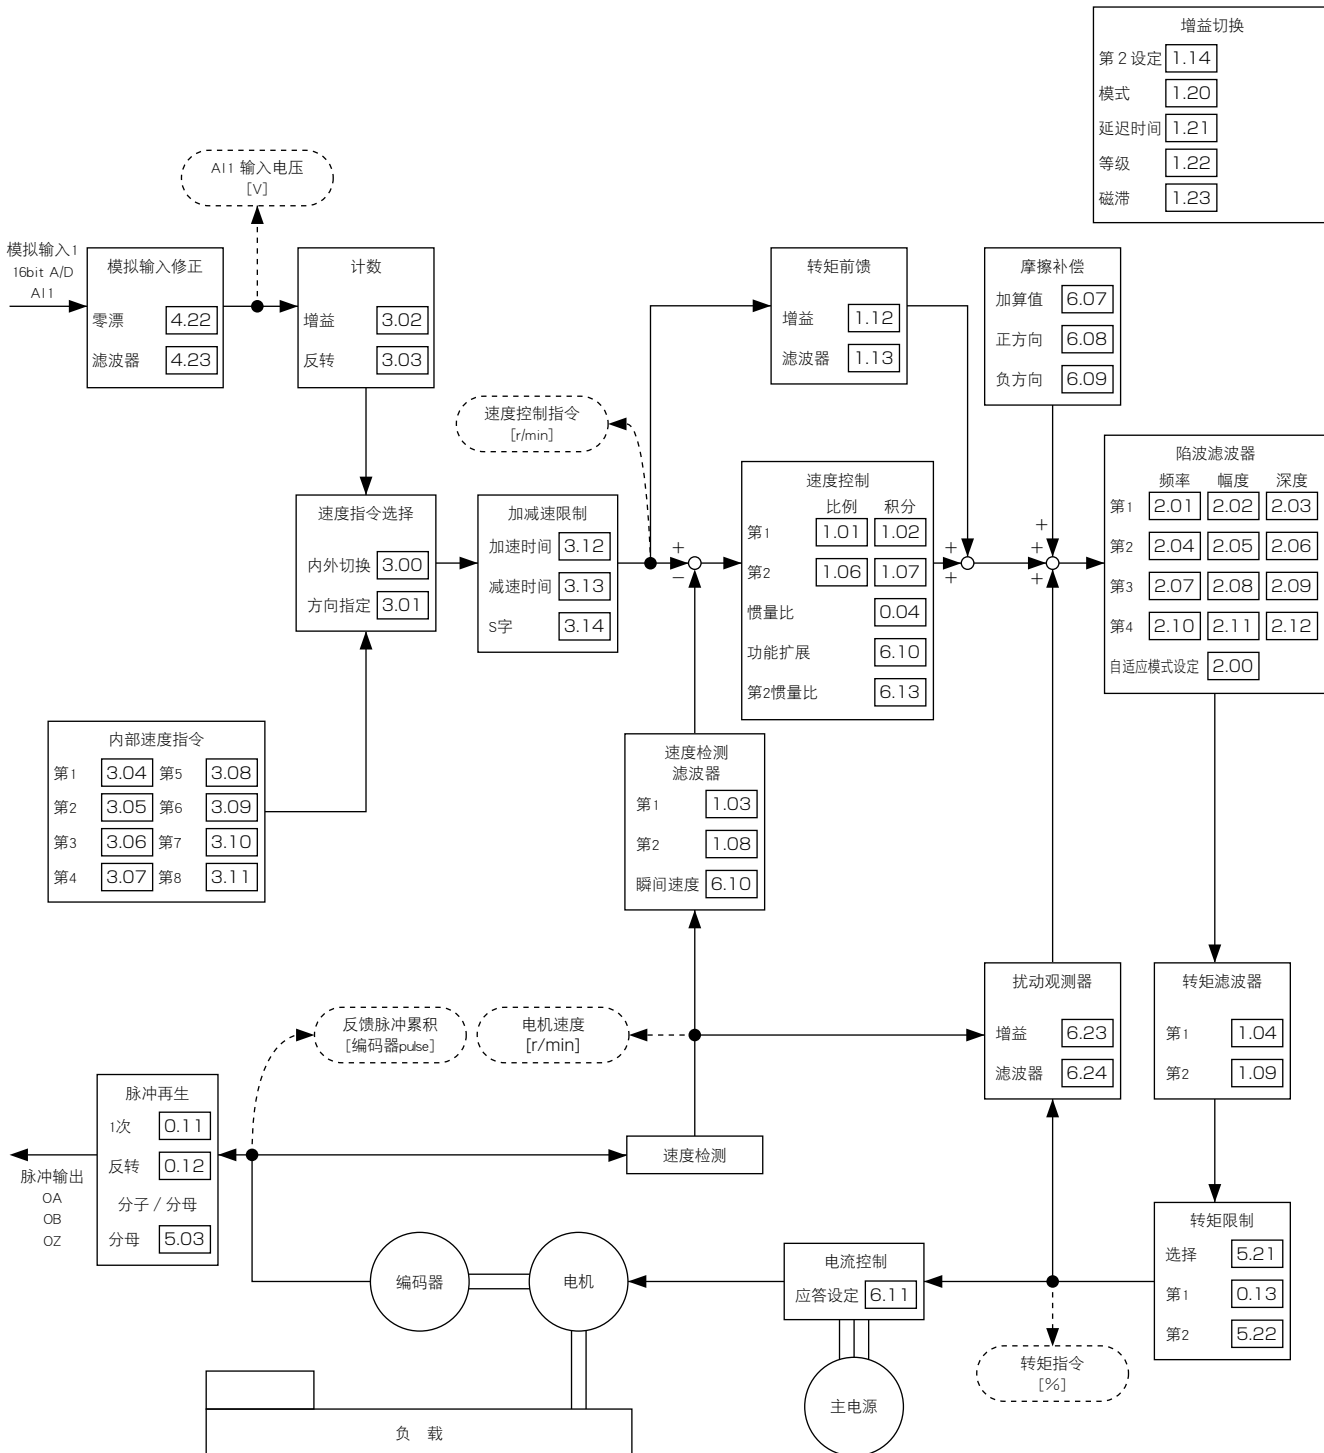 增益切换
第 2 设定 1.14
模式 1.20
延迟时间 1.21
等级 1.22
磁滞 1.23
AI1 输入电压
[V]
模拟输入1
16bit A/D
AI1
模拟输入修正
零漂 4.22
滤波器 4.23
计数
增益 3.02
反转 3.03
转矩前馈
增益 1.12
滤波器 1.13
摩擦补偿
加算值 6.07
正方向 6.08
负方向 6.09
速度控制指令
[r/min]
速度指令选择
内外切换 3.00
方向指定 3.01
加减速限制
加速时间 3.12
减速时间 3.13
S字 3.14
+
−
速度控制
比例 积分
第1 1.01 1.02
第2 1.06 1.07
惯量比 0.04
功能扩展 6.10
第2惯量比 6.13
+
+
+
+
+
陷波滤波器
频率 幅度 深度
第1 2.01 2.02 2.03
第2 2.04 2.05 2.06
第3 2.07 2.08 2.09
第4 2.10 2.11 2.12
自适应模式设定 2.00
内部速度指令
第1 3.04 第5 3.08
第2 3.05 第6 3.09
第3 3.06 第7 3.10
第4 3.07 第8 3.11
速度检测
滤波器
第1 1.03
第2 1.08
瞬间速度 6.10
反馈脉冲累积
[编码器pulse]
电机速度
[r/min]
扰动观测器
增益 6.23
滤波器 6.24
转矩滤波器
第1 1.04
第2 1.09
脉冲再生
1次 0.11
反转 0.12
分子 / 分母
分母 5.03
脉冲输出
OA
OB
OZ
速度检测
转矩限制
选择 5.21
第1 0.13
第2 5.22
编码器
电机
电流控制
应答设定 6.11
转矩指令
[%]
主电源
负 载